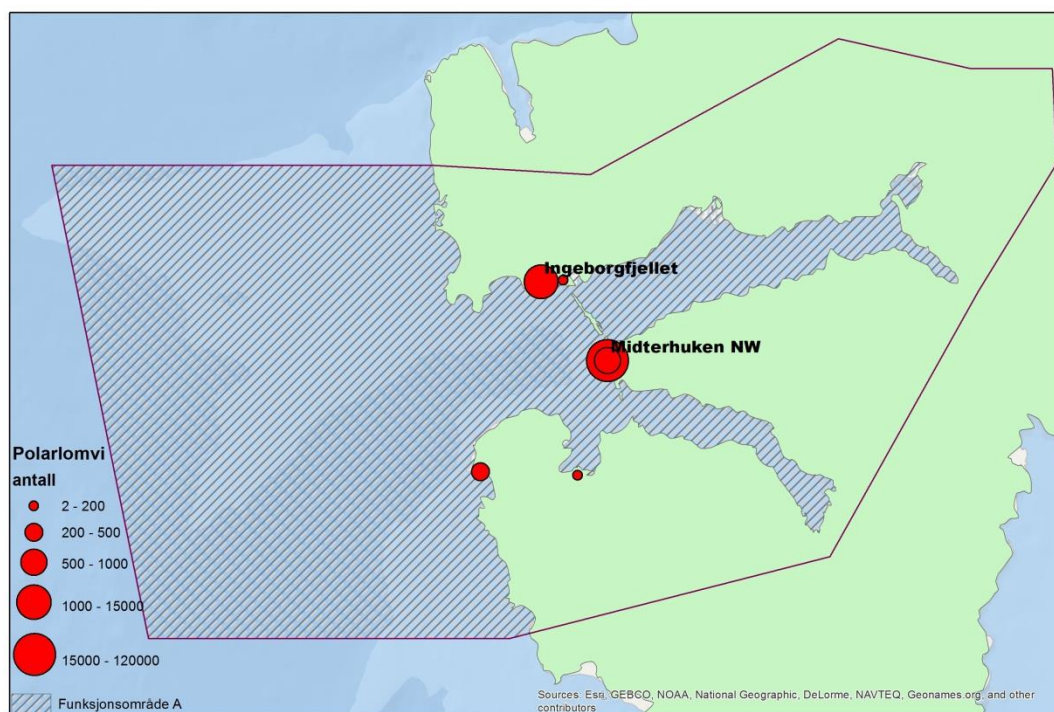 Ingeborgfjellet
Midterhuken NW
Polarlomvi
antall
2 - 200
200 - 500
500 - 1000
1000 - 15000
15000 - 120000
Funksjonsområde A
Sources: Esri, GEBCO, NOAA, National Geographic, DeLorme, NAVTEQ, Geonames.org, and other
contributors